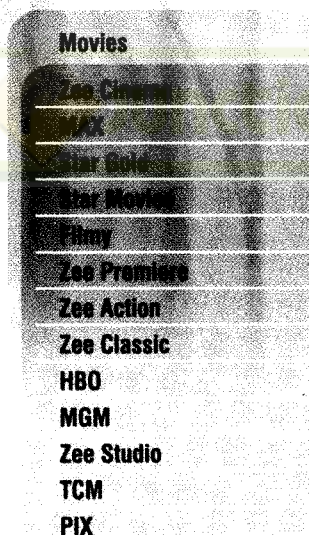 Movies
Zee Cinema
MAX
Star Gold
Star Movies
Filmy
Zee Premiere
Zee Action
Zee Classic
HBO
MGM
Zee Studio
TCM
PIX